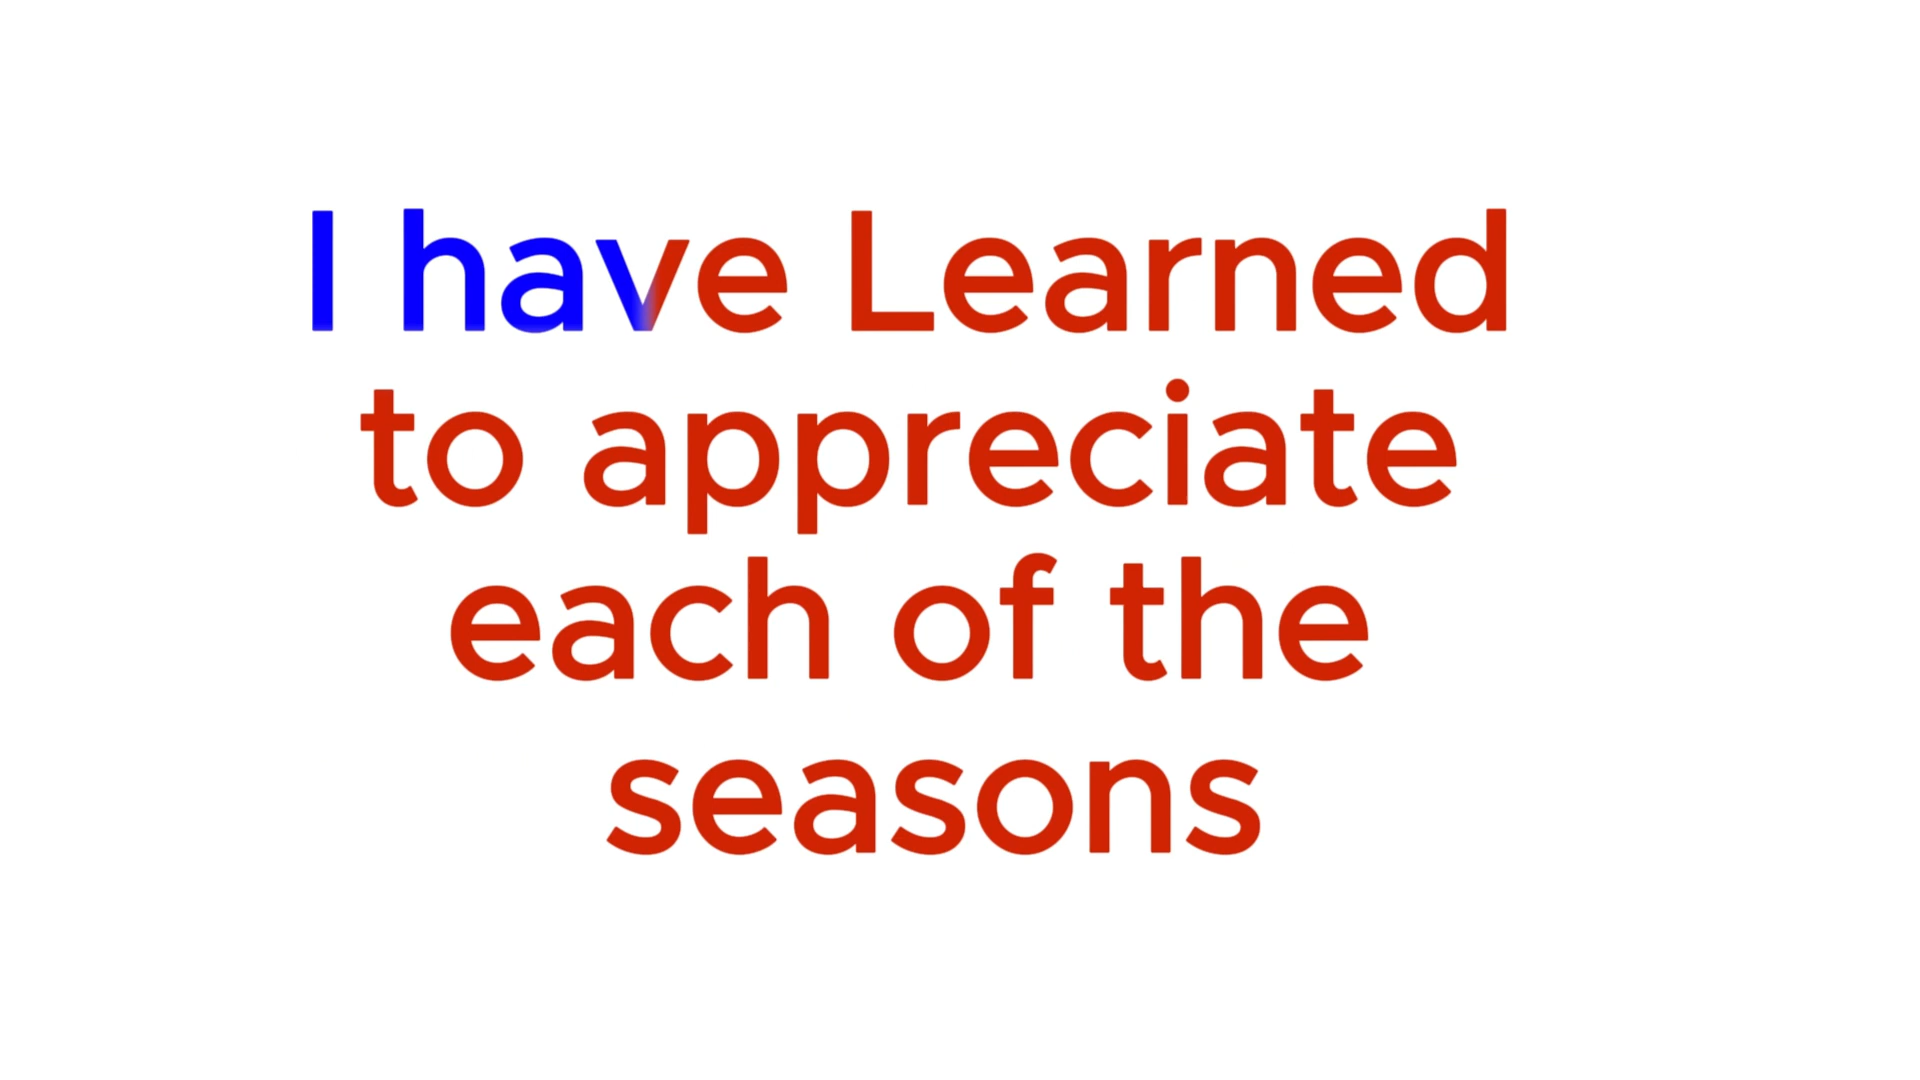 I have Learned
to appreciate
each of the
seasons